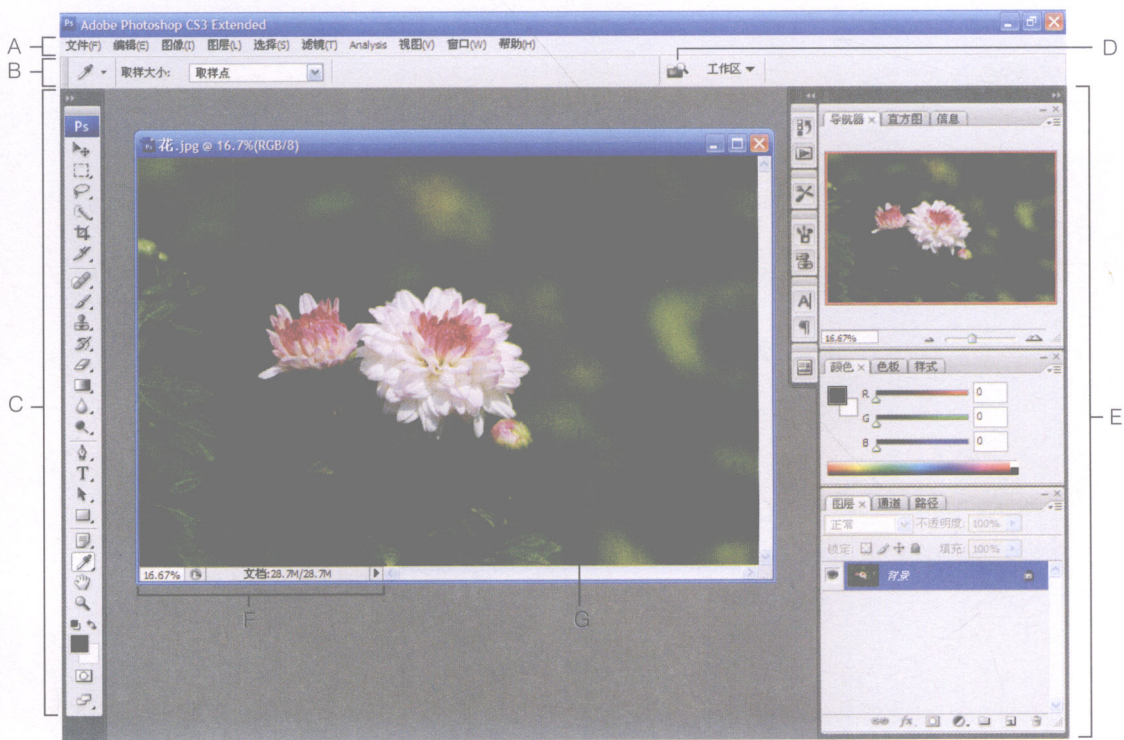 Adobe Photoshop CS3 Extended
A
文件(F) 编辑(E) 图像(I) 图层(L) 选择(S) 滤镜(T) Analysis 视图(V) 窗口(W) 帮助(H)
D
B
取样大小: 取样点
工作区
C
Ps
花.jpg @ 16.7%(RGB/8)
导航器 直方图 信息
16.67%
颜色 色板 样式
R 0
G 0
B 0
E
图层 通道 路径
正常 不透明度: 100%
锁定: 填充: 100%
背景
16.67% 文档:28.7M/28.7M
F
G